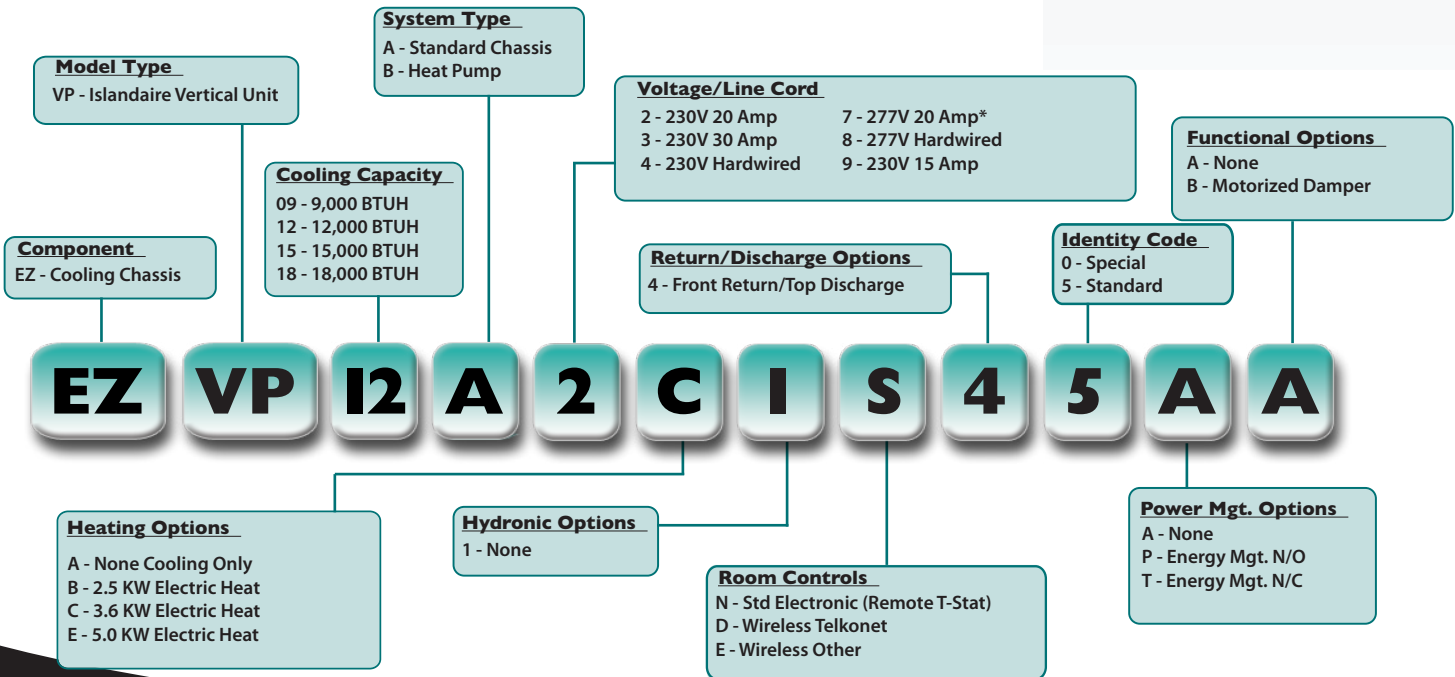 System Type
A - Standard Chassis
B - Heat Pump
Model Type
VP - Islandaire Vertical Unit
Voltage/Line Cord
2 - 230V 20 Amp
3 - 230V 30 Amp
4 - 230V Hardwired
7 - 277V 20 Amp*
8 - 277V Hardwired
9 - 230V 15 Amp
Functional Options
A - None
B - Motorized Damper
Cooling Capacity
09 - 9,000 BTUH
12 - 12,000 BTUH
15 - 15,000 BTUH
18 - 18,000 BTUH
Component
EZ - Cooling Chassis
Return/Discharge Options
4 - Front Return/Top Discharge
Identity Code
0 - Special
5 - Standard
EZ VP 12 A 2 C 1 S 4 5 A A
Heating Options
A - None Cooling Only
B - 2.5 KW Electric Heat
C - 3.6 KW Electric Heat
E - 5.0 KW Electric Heat
Hydronic Options
1 - None
Room Controls
N - Std Electronic (Remote T-Stat)
D - Wireless Telkonet
E - Wireless Other
Power Mgt. Options
A - None
P - Energy Mgt. N/O
T - Energy Mgt. N/C